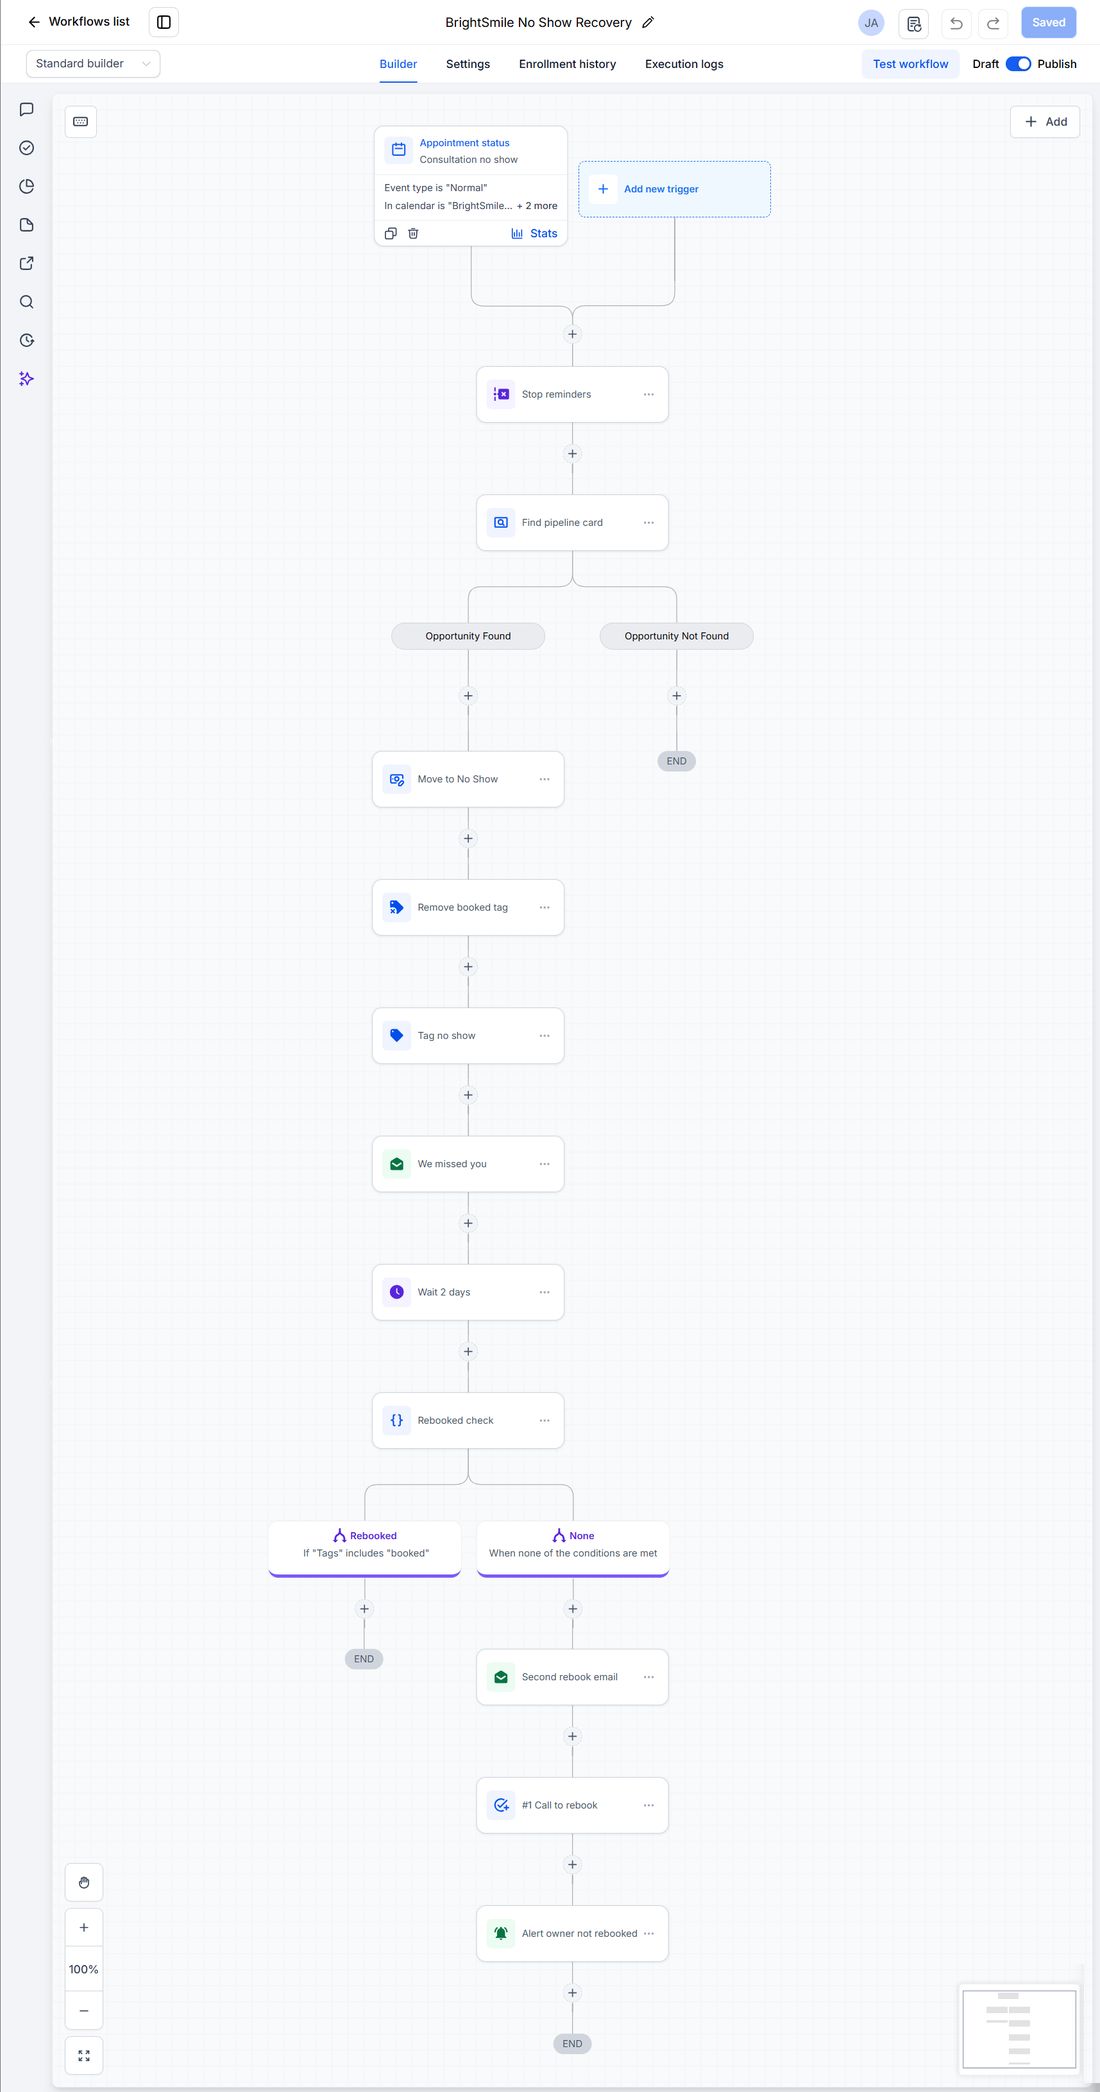 Workflows list
BrightSmile No Show Recovery
JA
Saved
Standard builder
Builder
Settings
Enrollment history
Execution logs
Test workflow
Draft
Publish
Add
Appointment status
Consultation no show
Event type is "Normal"
In calendar is "BrightSmile... + 2 more
Stats
Add new trigger
Stop reminders
Find pipeline card
Opportunity Found
Opportunity Not Found
END
Move to No Show
Remove booked tag
Tag no show
We missed you
Wait 2 days
Rebooked check
Rebooked
If "Tags" includes "booked"
None
When none of the conditions are met
END
Second rebook email
#1 Call to rebook
Alert owner not rebooked
END
100%